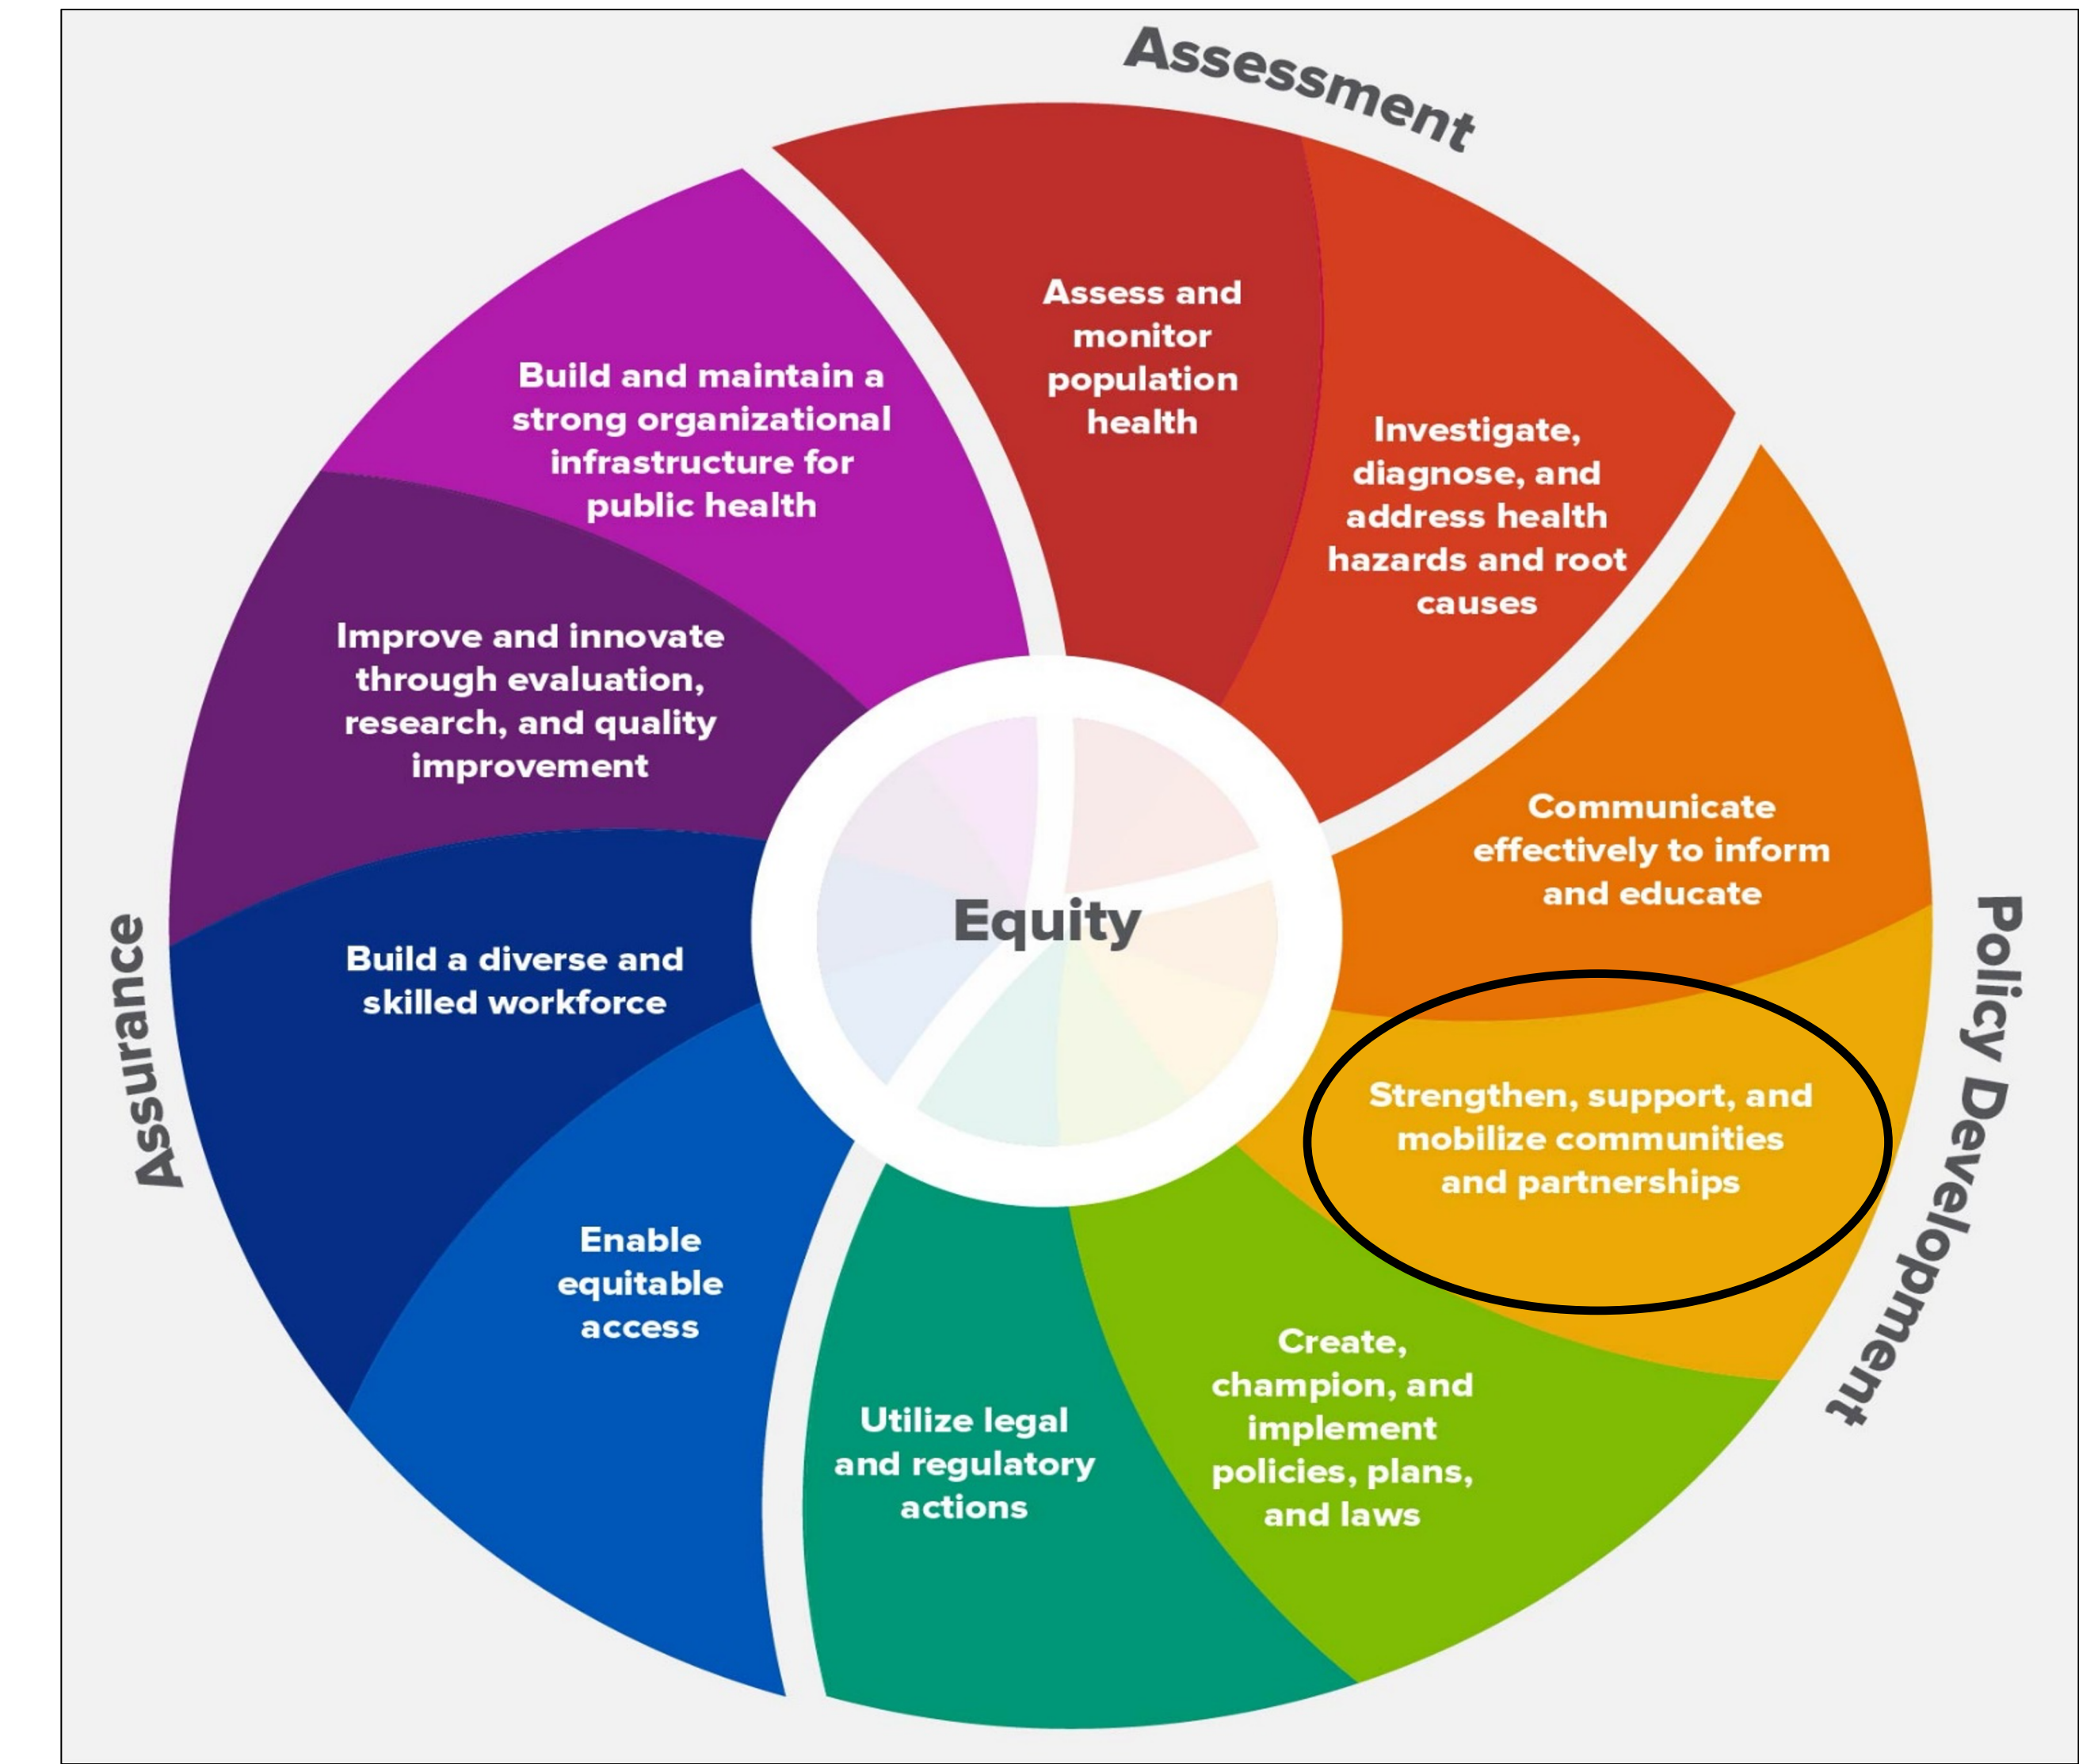 Assessment
Assess and
monitor
population
health
Investigate,
diagnose, and
address health
hazards and root
causes
Policy Development
Communicate
effectively to inform
and educate
Strengthen, support, and
mobilize communities
and partnerships
Create,
champion, and
implement
policies, plans,
and laws
Utilize legal
and regulatory
actions
Assurance
Enable
equitable
access
Build a diverse and
skilled workforce
Improve and innovate
through evaluation,
research, and quality
improvement
Build and maintain a
strong organizational
infrastructure for
public health
Equity